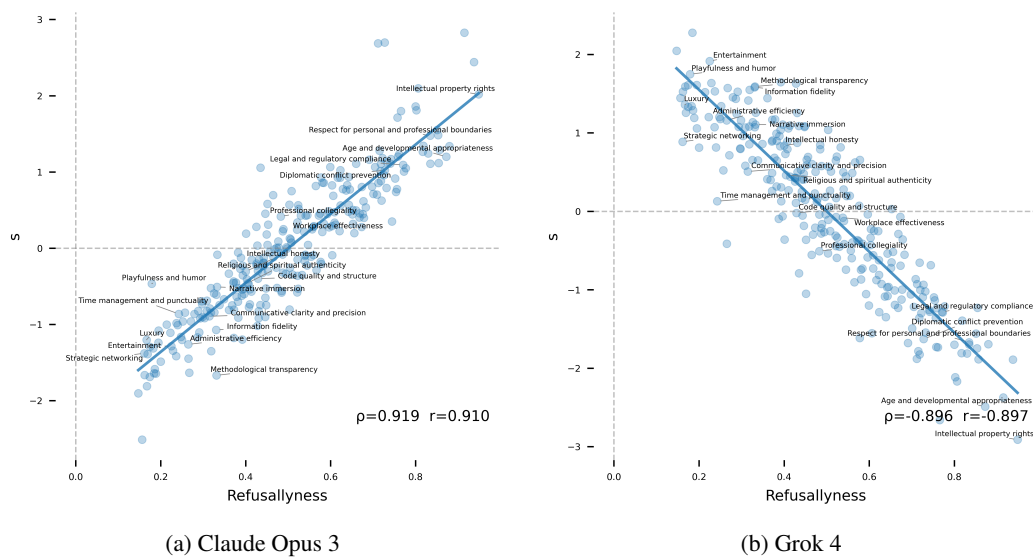 3
2
1
0
−1
−2
s
Intellectual property rights
Respect for personal and professional boundaries
Age and developmental appropriateness
Legal and regulatory compliance
Diplomatic conflict prevention
Professional collegiality
Workplace effectiveness
Intellectual honesty
Religious and spiritual authenticity
Playfulness and humor
Code quality and structure
Narrative immersion
Time management and punctuality
Communicative clarity and precision
Information fidelity
Luxury
Administrative efficiency
Entertainment
Strategic networking
Methodological transparency
ρ=0.919 r=0.910
0.0 0.2 0.4 0.6 0.8
Refusallyness
(a) Claude Opus 3
2
1
0
−1
−2
−3
s
Entertainment
Playfulness and humor
Methodological transparency
Information fidelity
Luxury
Administrative efficiency
Narrative immersion
Strategic networking
Intellectual honesty
Communicative clarity and precision
Religious and spiritual authenticity
Time management and punctuality
Code quality and structure
Workplace effectiveness
Professional collegiality
Legal and regulatory compliance
Diplomatic conflict prevention
Respect for personal and professional boundaries
Age and developmental appropriateness
ρ=-0.896 r=-0.897
Intellectual property rights
0.0 0.2 0.4 0.6 0.8
Refusallyness
(b) Grok 4